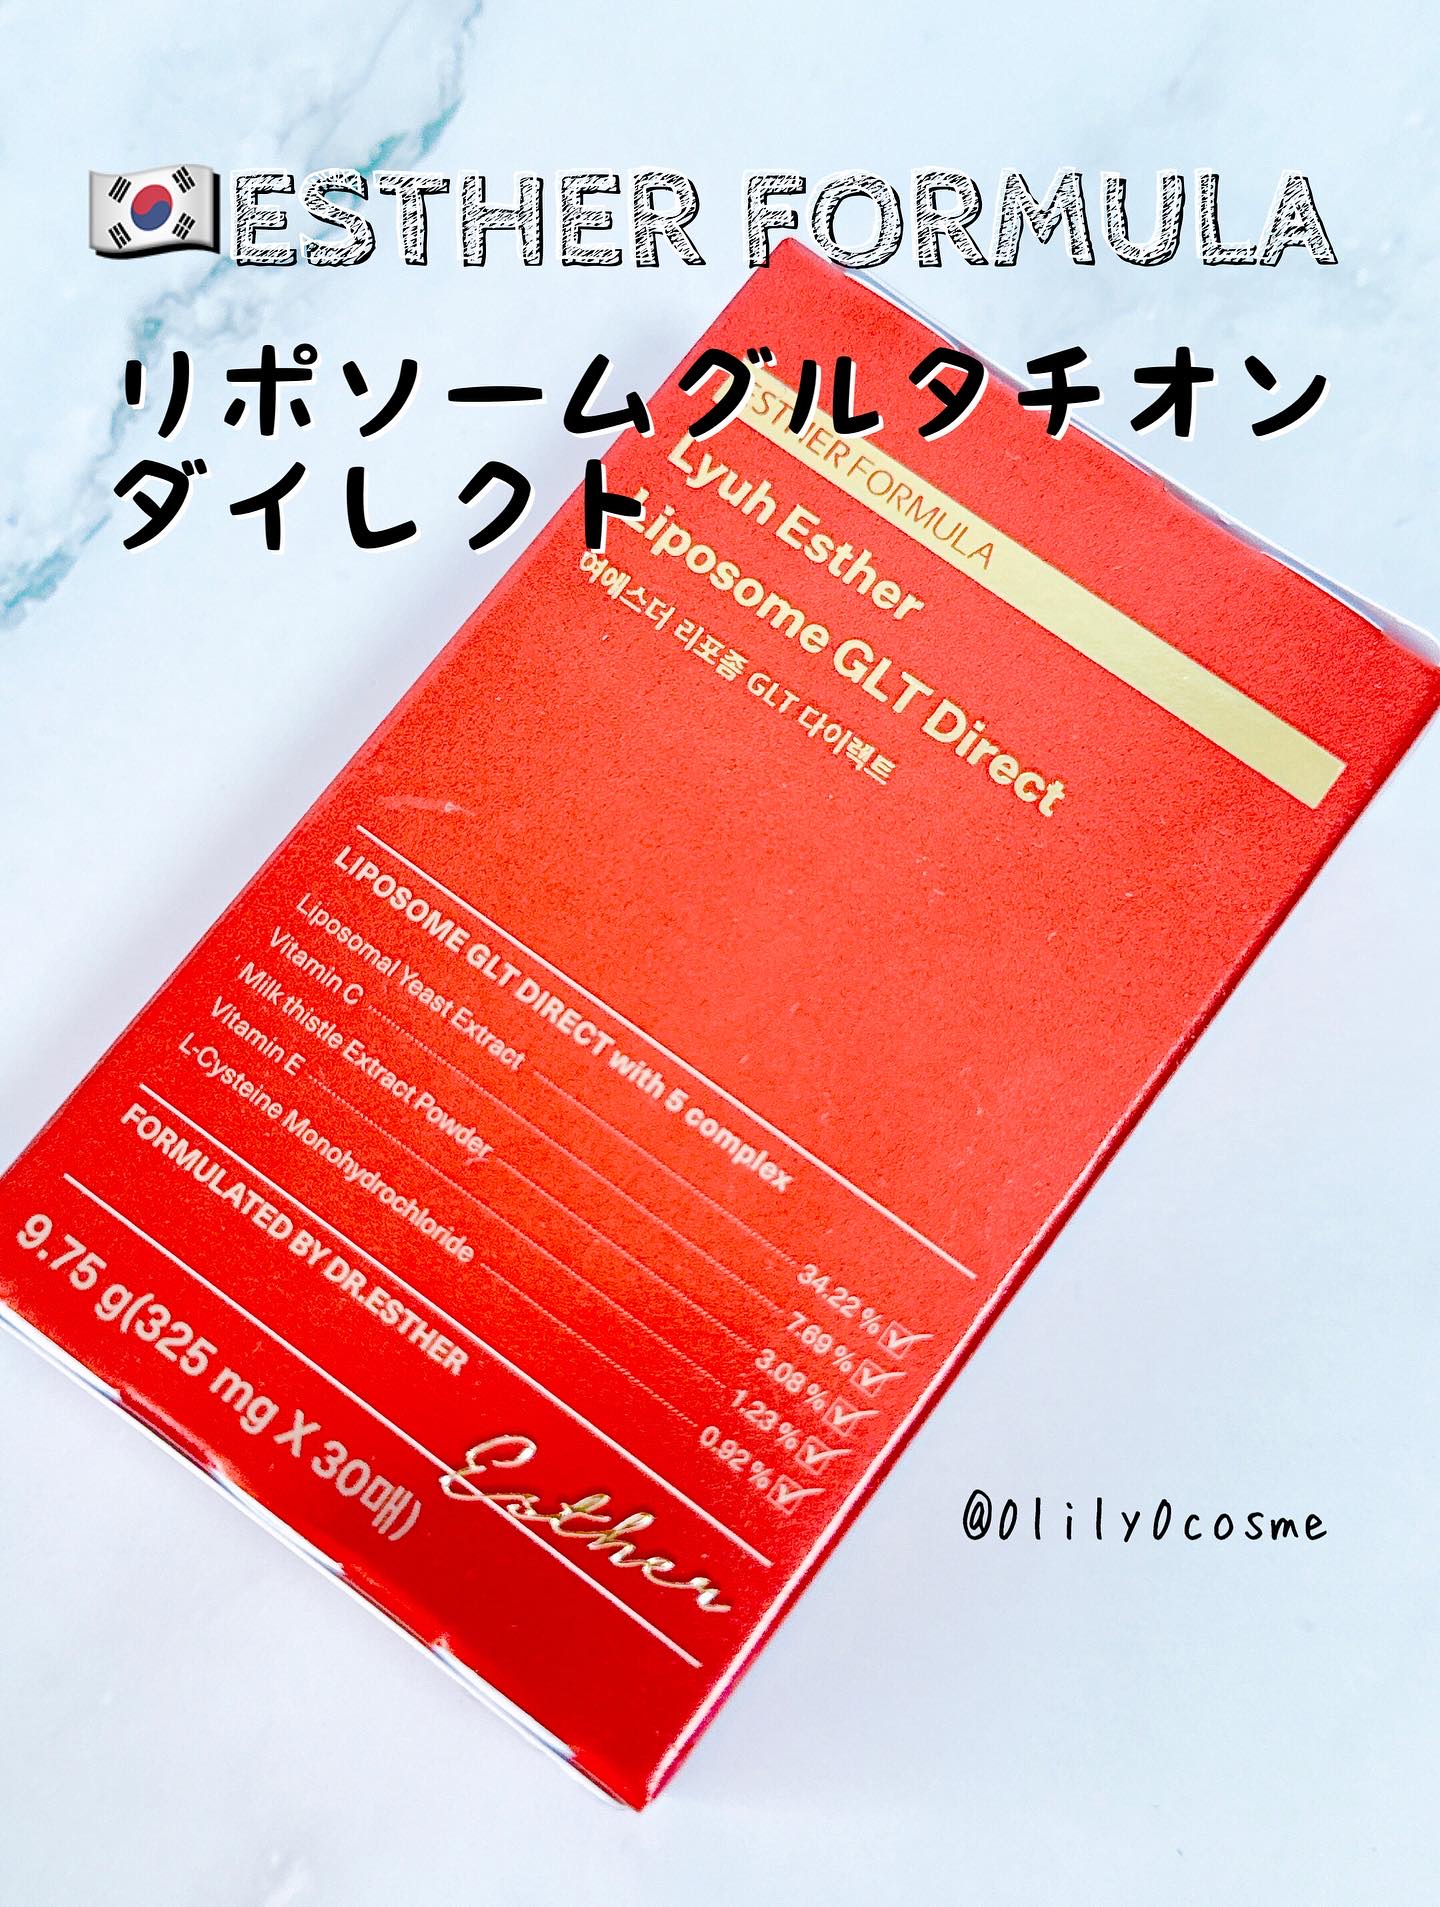 🇰🇷ESTHER FORMULA
リポソームグルタチオン
ダイレクト
ESTHER FORMULA
Lyuh Esther
Liposome GLT Direct
여에스더 리포좀 GLT 다이렉트
LIPOSOME GLT DIRECT with 5 complex
Liposomal Yeast Extract 34.22 %
Vitamin C 7.69 %
Milk thistle Extract Powder 3.08 %
Vitamin E 1.23 %
L-Cysteine Monohydrochloride 0.92 %
FORMULATED BY DR.ESTHER
Esther
9.75 g(325 mg X 30매)
@0lily0cosme